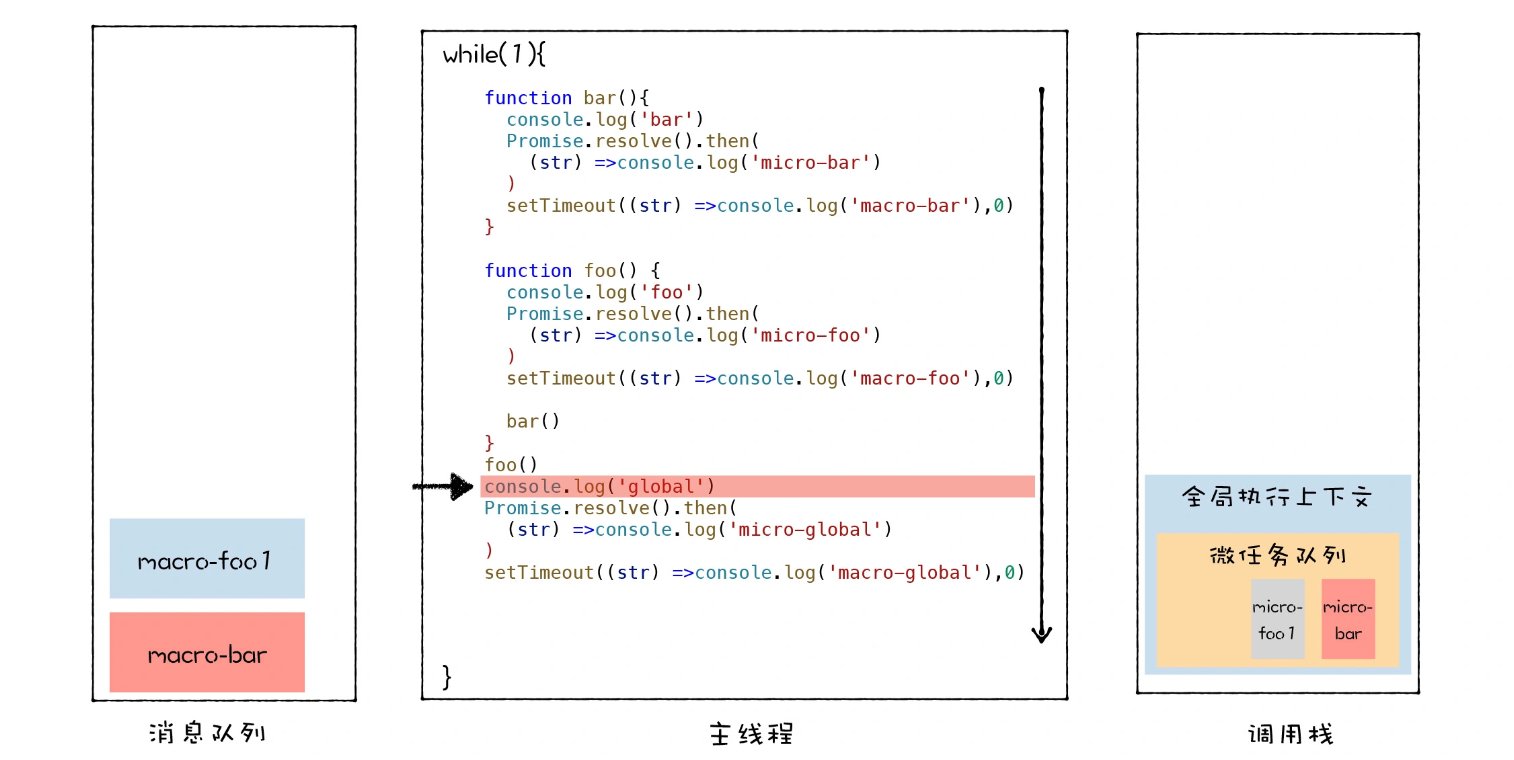 while(1){
function bar(){
console.log('bar')
Promise.resolve().then(
(str) =>console.log('micro-bar')
)
setTimeout((str) =>console.log('macro-bar'),0)
}
function foo() {
console.log('foo')
Promise.resolve().then(
(str) =>console.log('micro-foo')
)
setTimeout((str) =>console.log('macro-foo'),0)
bar()
}
foo()
console.log('global')
Promise.resolve().then(
(str) =>console.log('micro-global')
)
setTimeout((str) =>console.log('macro-global'),0)
}
macro-foo1
macro-bar
全局执行上下文
微任务队列
micro-
foo1
micro-
bar
消息队列
主线程
调用栈